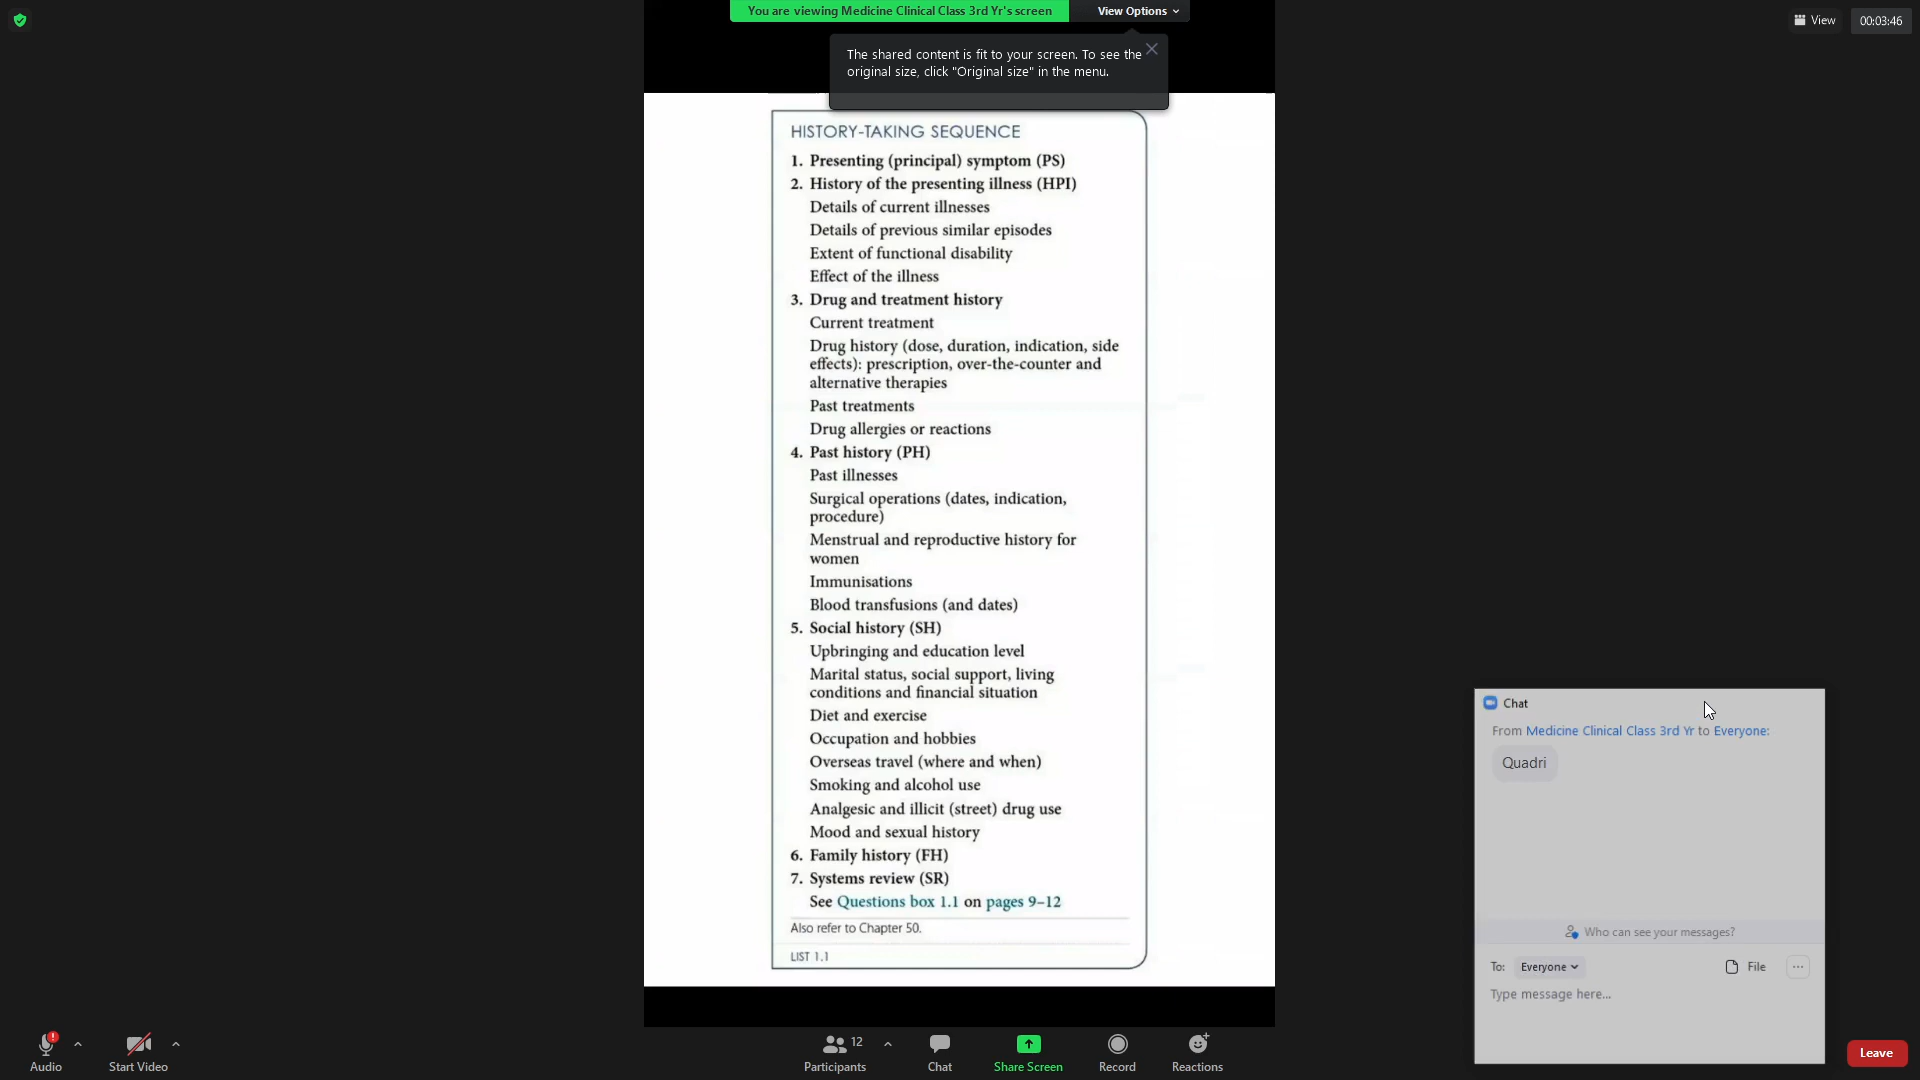 You are viewing Medicine Clinical Class 3rd Yr's screen
View Options
View
00:03:46
The shared content is fit to your screen. To see the
original size, click "Original size" in the menu.
HISTORY-TAKING SEQUENCE
1. Presenting (principal) symptom (PS)
2. History of the presenting illness (HPI)
Details of current illnesses
Details of previous similar episodes
Extent of functional disability
Effect of the illness
3. Drug and treatment history
Current treatment
Drug history (dose, duration, indication, side
effects): prescription, over-the-counter and
alternative therapies
Past treatments
Drug allergies or reactions
4. Past history (PH)
Past illnesses
Surgical operations (dates, indication,
procedure)
Menstrual and reproductive history for
women
Immunisations
Blood transfusions (and dates)
5. Social history (SH)
Upbringing and education level
Marital status, social support, living
conditions and financial situation
Diet and exercise
Occupation and hobbies
Overseas travel (where and when)
Smoking and alcohol use
Analgesic and illicit (street) drug use
Mood and sexual history
6. Family history (FH)
7. Systems review (SR)
See Questions box 1.1 on pages 9–12
Also refer to Chapter 50.
LIST 1.1
Chat
From Medicine Clinical Class 3rd Yr to Everyone:
Quadri
Who can see your messages?
To: Everyone
File
Type message here...
Audio
Start Video
Participants
12
Chat
Share Screen
Record
Reactions
Leave